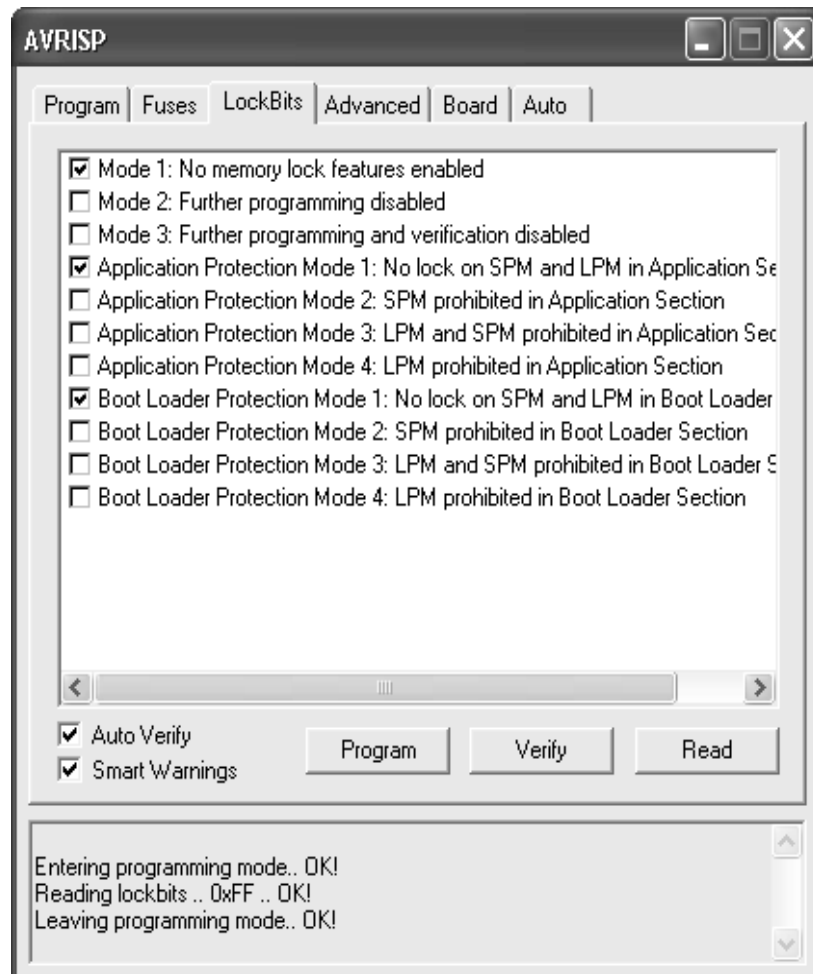 AVRISP
Program Fuses LockBits Advanced Board Auto
Mode 1: No memory lock features enabled
Mode 2: Further programming disabled
Mode 3: Further programming and verification disabled
Application Protection Mode 1: No lock on SPM and LPM in Application Se
Application Protection Mode 2: SPM prohibited in Application Section
Application Protection Mode 3: LPM and SPM prohibited in Application Sec
Application Protection Mode 4: LPM prohibited in Application Section
Boot Loader Protection Mode 1: No lock on SPM and LPM in Boot Loader
Boot Loader Protection Mode 2: SPM prohibited in Boot Loader Section
Boot Loader Protection Mode 3: LPM and SPM prohibited in Boot Loader S
Boot Loader Protection Mode 4: LPM prohibited in Boot Loader Section
Auto Verify
Smart Warnings
Program Verify Read
Entering programming mode.. OK!
Reading lockbits .. 0xFF .. OK!
Leaving programming mode.. OK!